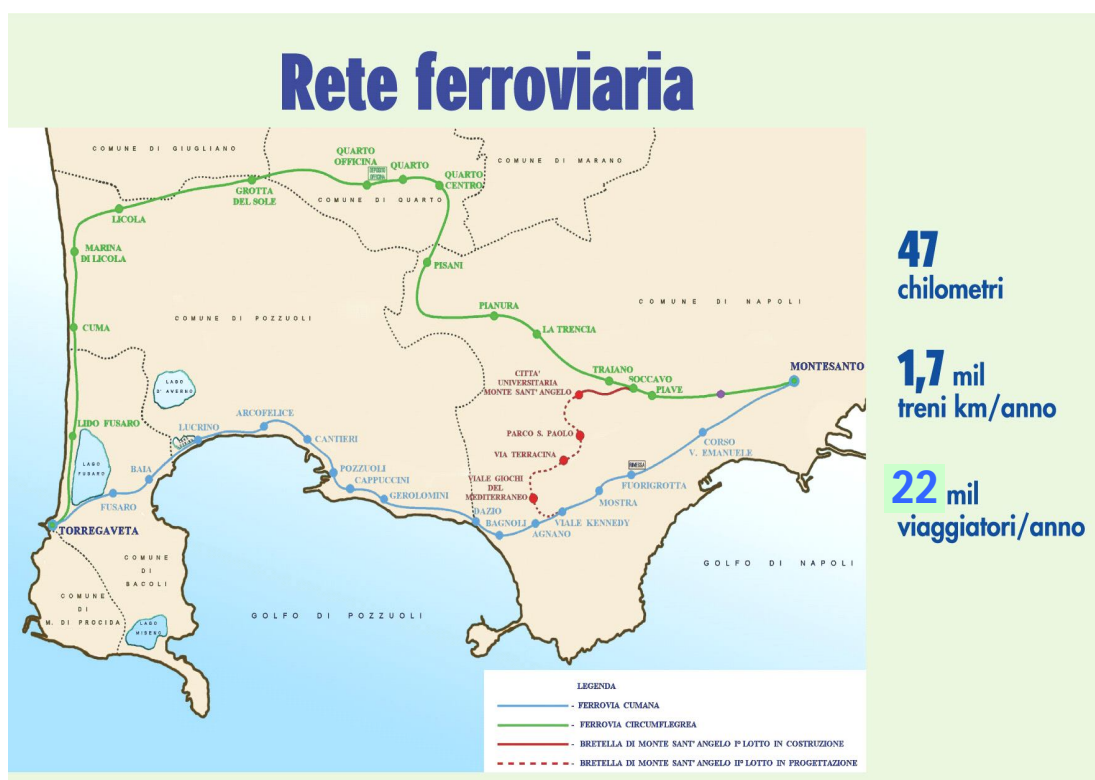 Rete ferroviaria
COMUNE DI GIUGLIANO
QUARTO
OFFICINA
QUARTO
COMUNE DI MARANO
DEPOSITO
OFFICINA
QUARTO
CENTRO
GROTTA
DEL SOLE
COMUNE DI QUARTO
LICOLA
MARINA
DI LICOLA
PISANI
47
chilometri
COMUNE DI NAPOLI
PIANURA
COMUNE DI POZZUOLI
CUMA
LA TRENCIA
1,7 mil
treni km/anno
MONTESANTO
TRAIANO
CITTA'
UNIVERSITARIA
MONTE SANT' ANGELO
SOCCAVO
PIAVE
LAGO
D' AVERNO
ARCOFELICE
LIDO FUSARO
LUCRINO
CANTIERI
PARCO S. PAOLO
CORSO
V. EMANUELE
VIA TERRACINA
LAGO
FUSARO
BAIA
POZZUOLI
CAPPUCCINI
GEROLOMINI
VIALE GIOCHI
DEL
MEDITERRANEO
RIMESSA
FUORIGROTTA
22 mil
viaggiatori/anno
FUSARO
MOSTRA
DAZIO
BAGNOLI
VIALE KENNEDY
AGNANO
TORREGAVETA
COMUNE
DI
BACOLI
GOLFO DI NAPOLI
COMUNE
DI
M. DI PROCIDA
LAGO
MISENO
GOLFO DI POZZUOLI
LEGENDA
- FERROVIA CUMANA
- FERROVIA CIRCUMFLEGREA
- BRETELLA DI MONTE SANT' ANGELO I° LOTTO IN COSTRUZIONE
- BRETELLA DI MONTE SANT' ANGELO II° LOTTO IN PROGETTAZIONE